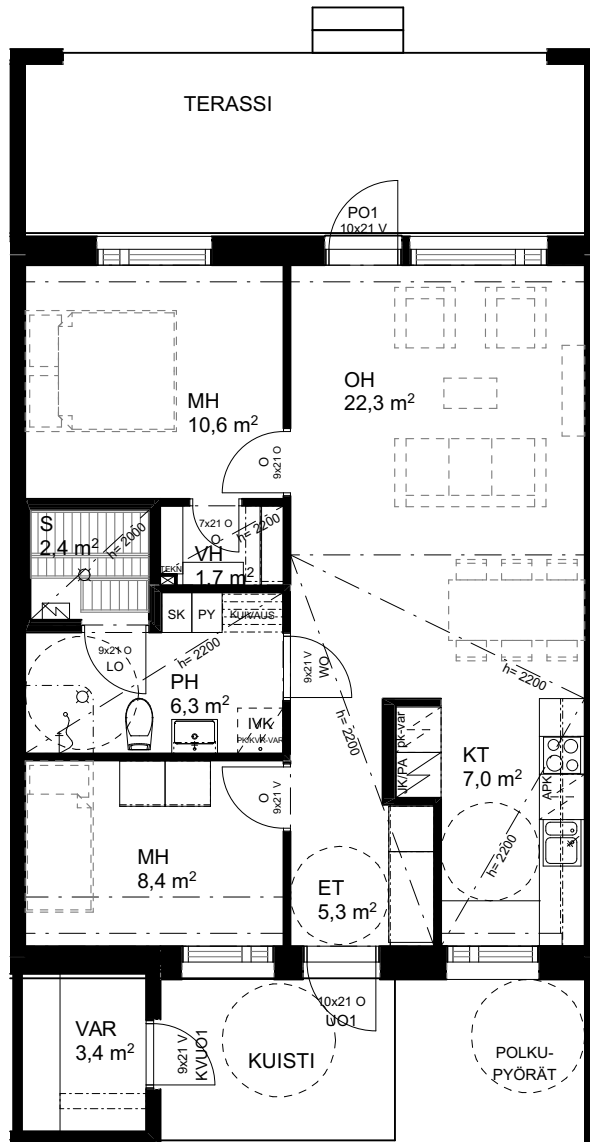 TERASSI
PO1
10x21 V
OH
22,3 m²
MH
10,6 m²
O
9x21 O
S
2,4 m²
h= 2000
7x21 O
O
h= 2200
VH
1,7 m²
TEKN
SK
PY
KUIVAUS
9x21 O
LO
h= 2200
PH
6,3 m²
9x21 V
WO
IVK
PK/KVK-VAR
h= 2200
h= 2200
JK/PA
pk-var
KT
7,0 m²
APK
h= 2200
O
9x21 V
MH
8,4 m²
ET
5,3 m²
10x21 O
UO1
VAR
3,4 m²
9x21 V
KVUO1
KUISTI
POLKU-
PYÖRÄT